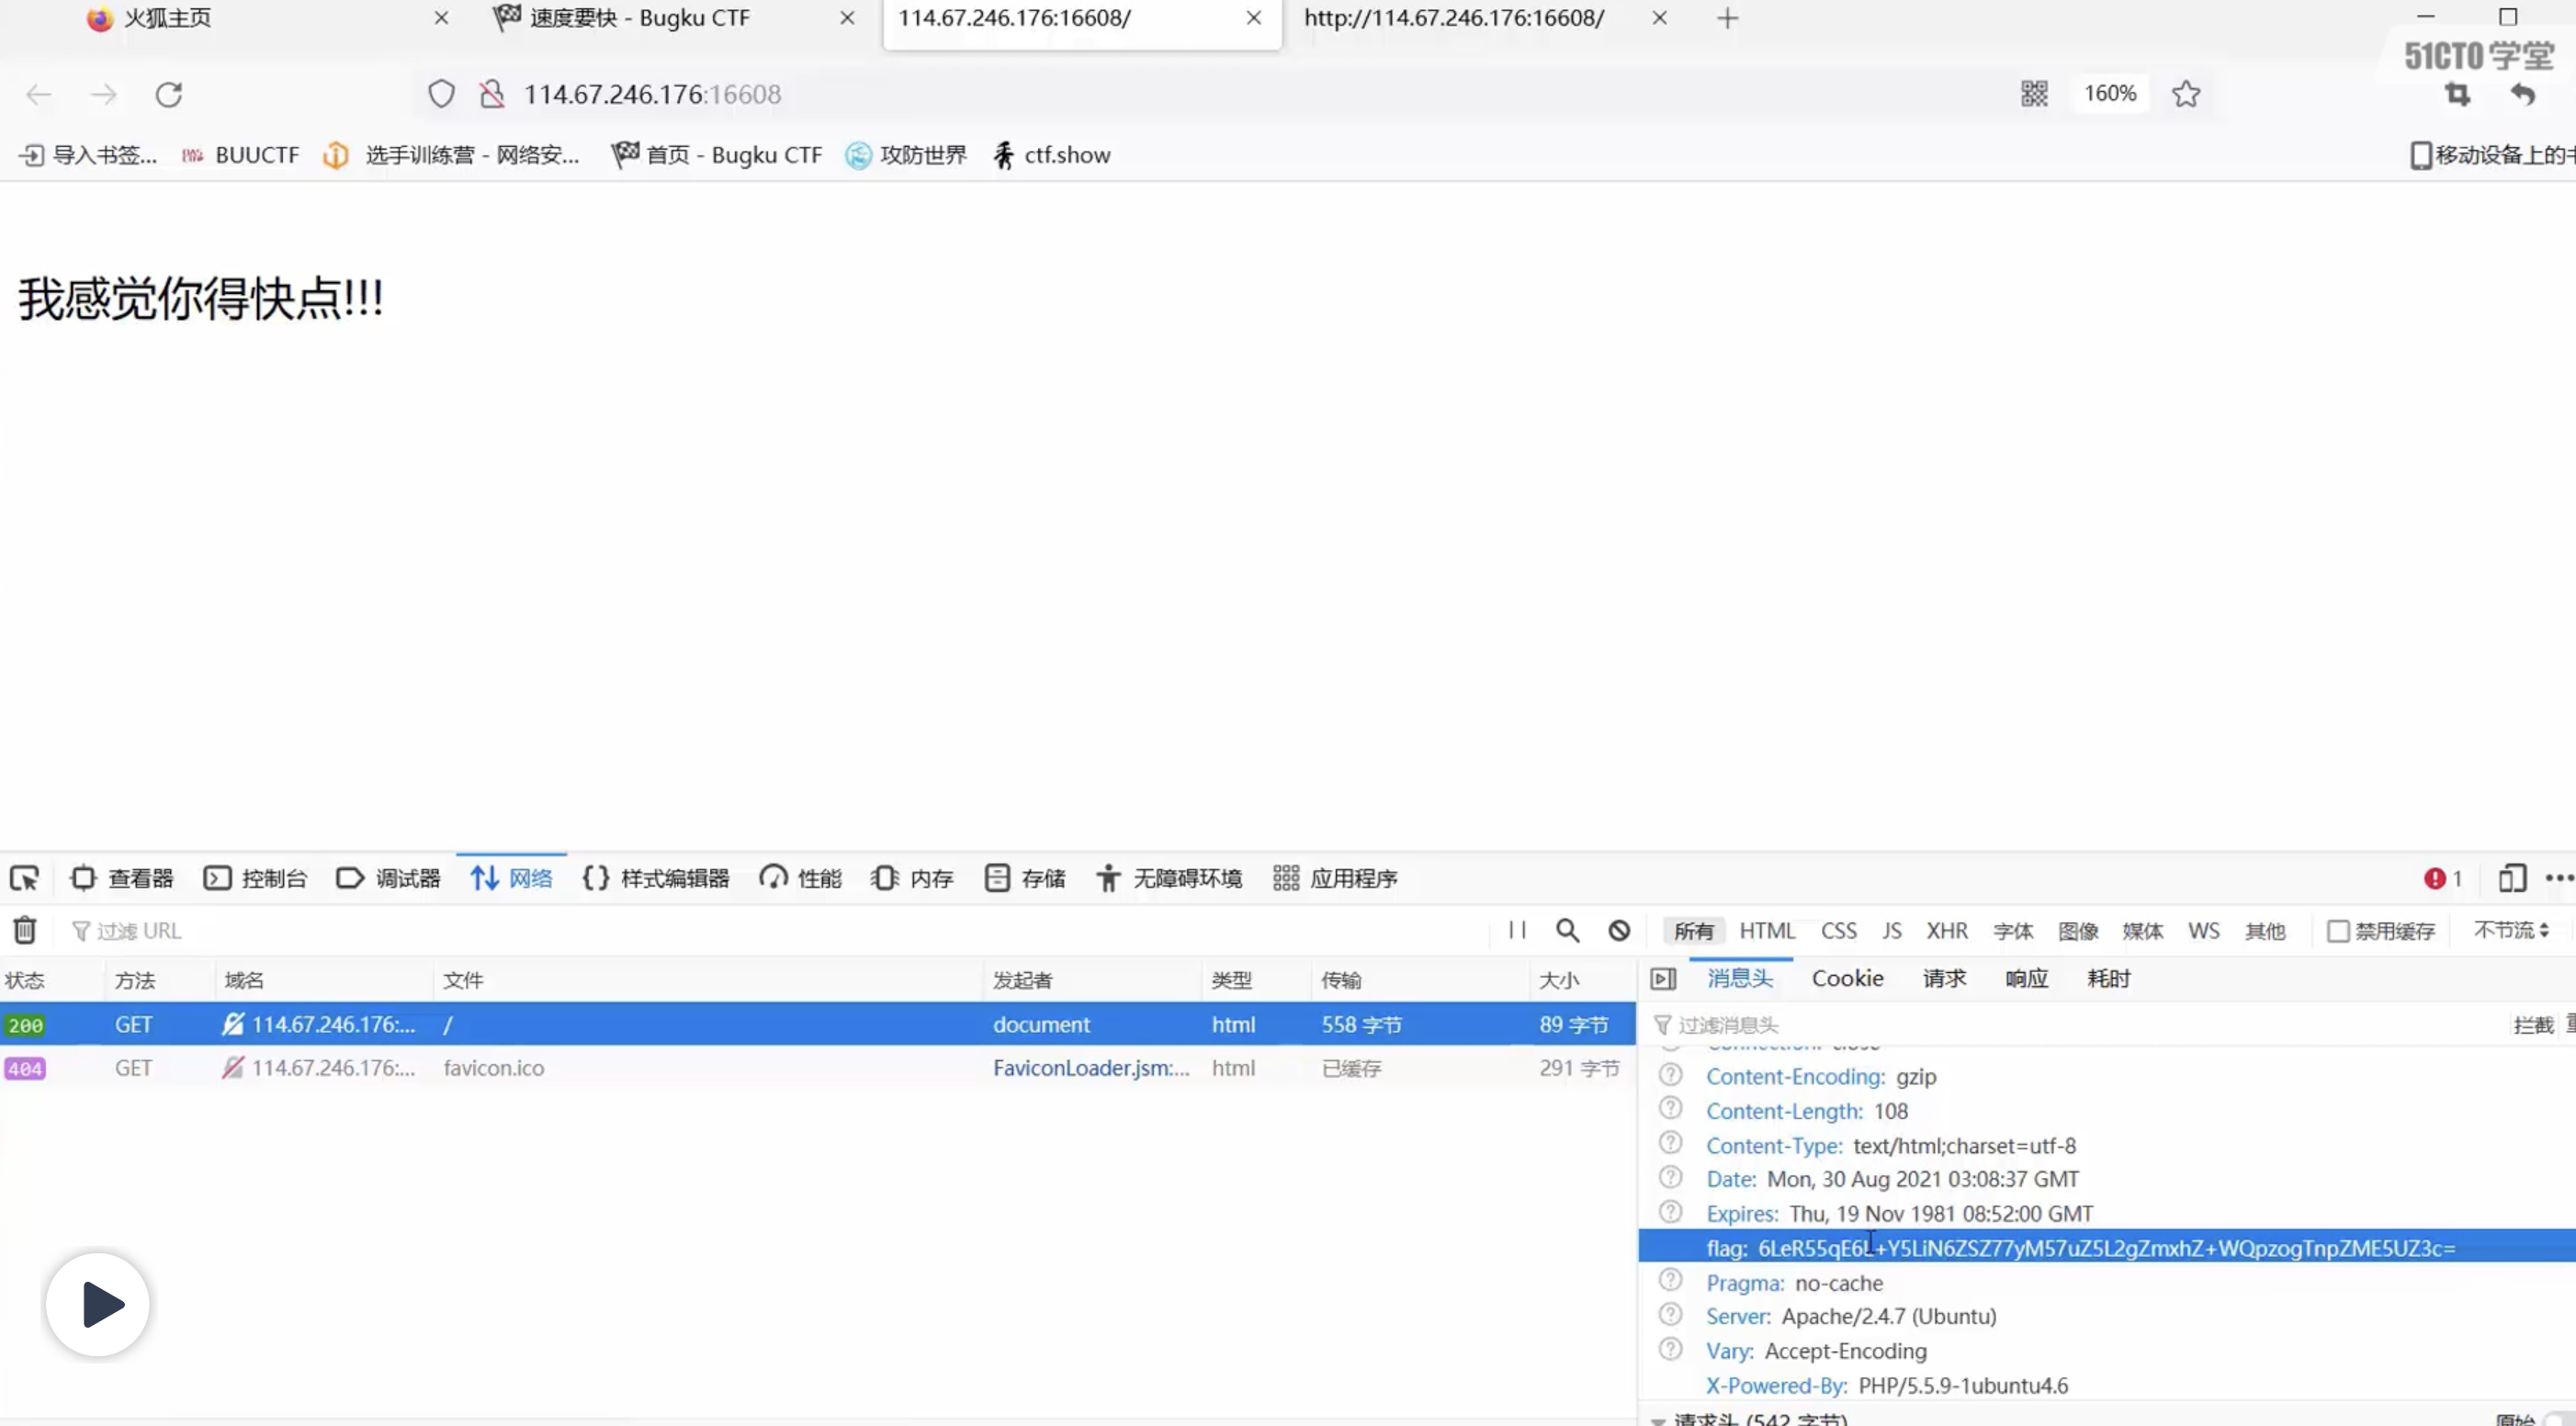 火狐主页
速度要快 - Bugku CTF
114.67.246.176:16608/
http://114.67.246.176:16608/
51CTO学堂
114.67.246.176:16608
160%
导入书签...
BUUCTF
选手训练营 - 网络安...
首页 - Bugku CTF
攻防世界
ctf.show
移动设备上的
我感觉你得快点!!!
查看器 控制台 调试器 网络 样式编辑器 性能 内存 存储 无障碍环境 应用程序 1
过滤 URL
所有 HTML CSS JS XHR 字体 图像 媒体 WS 其他 禁用缓存 不节流
状态 方法 域名 文件 发起者 类型 传输 大小
200 GET 114.67.246.176:... / document html 558 字节 89 字节
404 GET 114.67.246.176:... favicon.ico FaviconLoader.jsm:... html 已缓存 291 字节
消息头 Cookie 请求 响应 耗时
过滤消息头 拦截
Connection: close
Content-Encoding: gzip
Content-Length: 108
Content-Type: text/html;charset=utf-8
Date: Mon, 30 Aug 2021 03:08:37 GMT
Expires: Thu, 19 Nov 1981 08:52:00 GMT
flag: 6LeR55qE6L+Y5LiN6ZSZ77yM57uZ5L2gZmxhZ+WQpzogTnpZME5UZ3c=
Pragma: no-cache
Server: Apache/2.4.7 (Ubuntu)
Vary: Accept-Encoding
X-Powered-By: PHP/5.5.9-1ubuntu4.6
请求头 (542 字节) 原始